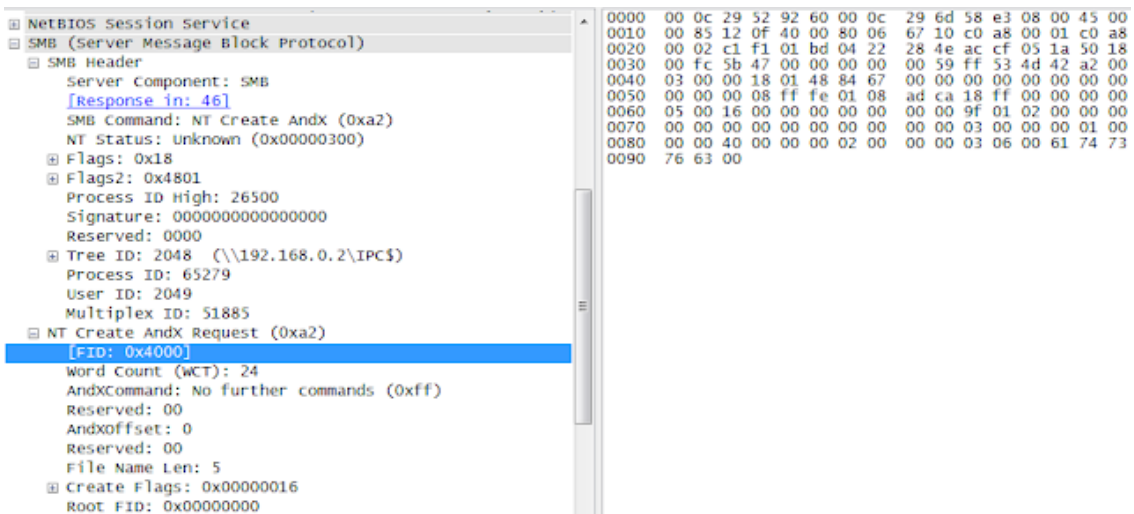 NetBIOS Session Service
SMB (Server Message Block Protocol)
SMB Header
Server Component: SMB
[Response in: 46]
SMB Command: NT Create AndX (0xa2)
NT Status: Unknown (0x00000300)
Flags: 0x18
Flags2: 0x4801
Process ID High: 26500
Signature: 0000000000000000
Reserved: 0000
Tree ID: 2048 (\\192.168.0.2\IPC$)
Process ID: 65279
User ID: 2049
Multiplex ID: 51885
NT Create AndX Request (0xa2)
[FID: 0x4000]
Word Count (WCT): 24
AndXCommand: No further commands (0xff)
Reserved: 00
AndXOffset: 0
Reserved: 00
File Name Len: 5
Create Flags: 0x00000016
Root FID: 0x00000000
0000 00 0c 29 52 92 60 00 0c 29 6d 58 e3 08 00 45 00
0010 00 85 12 0f 40 00 80 06 67 10 c0 a8 00 01 c0 a8
0020 00 02 c1 f1 01 bd 04 22 28 4e ac cf 05 1a 50 18
0030 00 fc 5b 47 00 00 00 00 00 59 ff 53 4d 42 a2 00
0040 03 00 00 18 01 48 84 67 00 00 00 00 00 00 00 00
0050 00 00 00 08 ff fe 01 08 ad ca 18 ff 00 00 00 00
0060 05 00 16 00 00 00 00 00 00 00 9f 01 02 00 00 00
0070 00 00 00 00 00 00 00 00 00 03 00 00 00 01 00
0080 00 00 40 00 00 00 02 00 00 00 03 06 00 61 74 73
0090 76 63 00